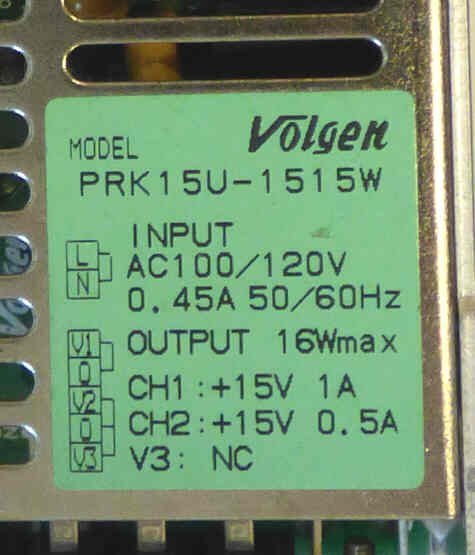 Volgen
MODEL
PRK15U-1515W
INPUT
L
AC100/120V
N
0.45A 50/60Hz
V1
OUTPUT 16Wmax
0
CH1:+15V 1A
V2
0
CH2:+15V 0.5A
V3
V3: NC